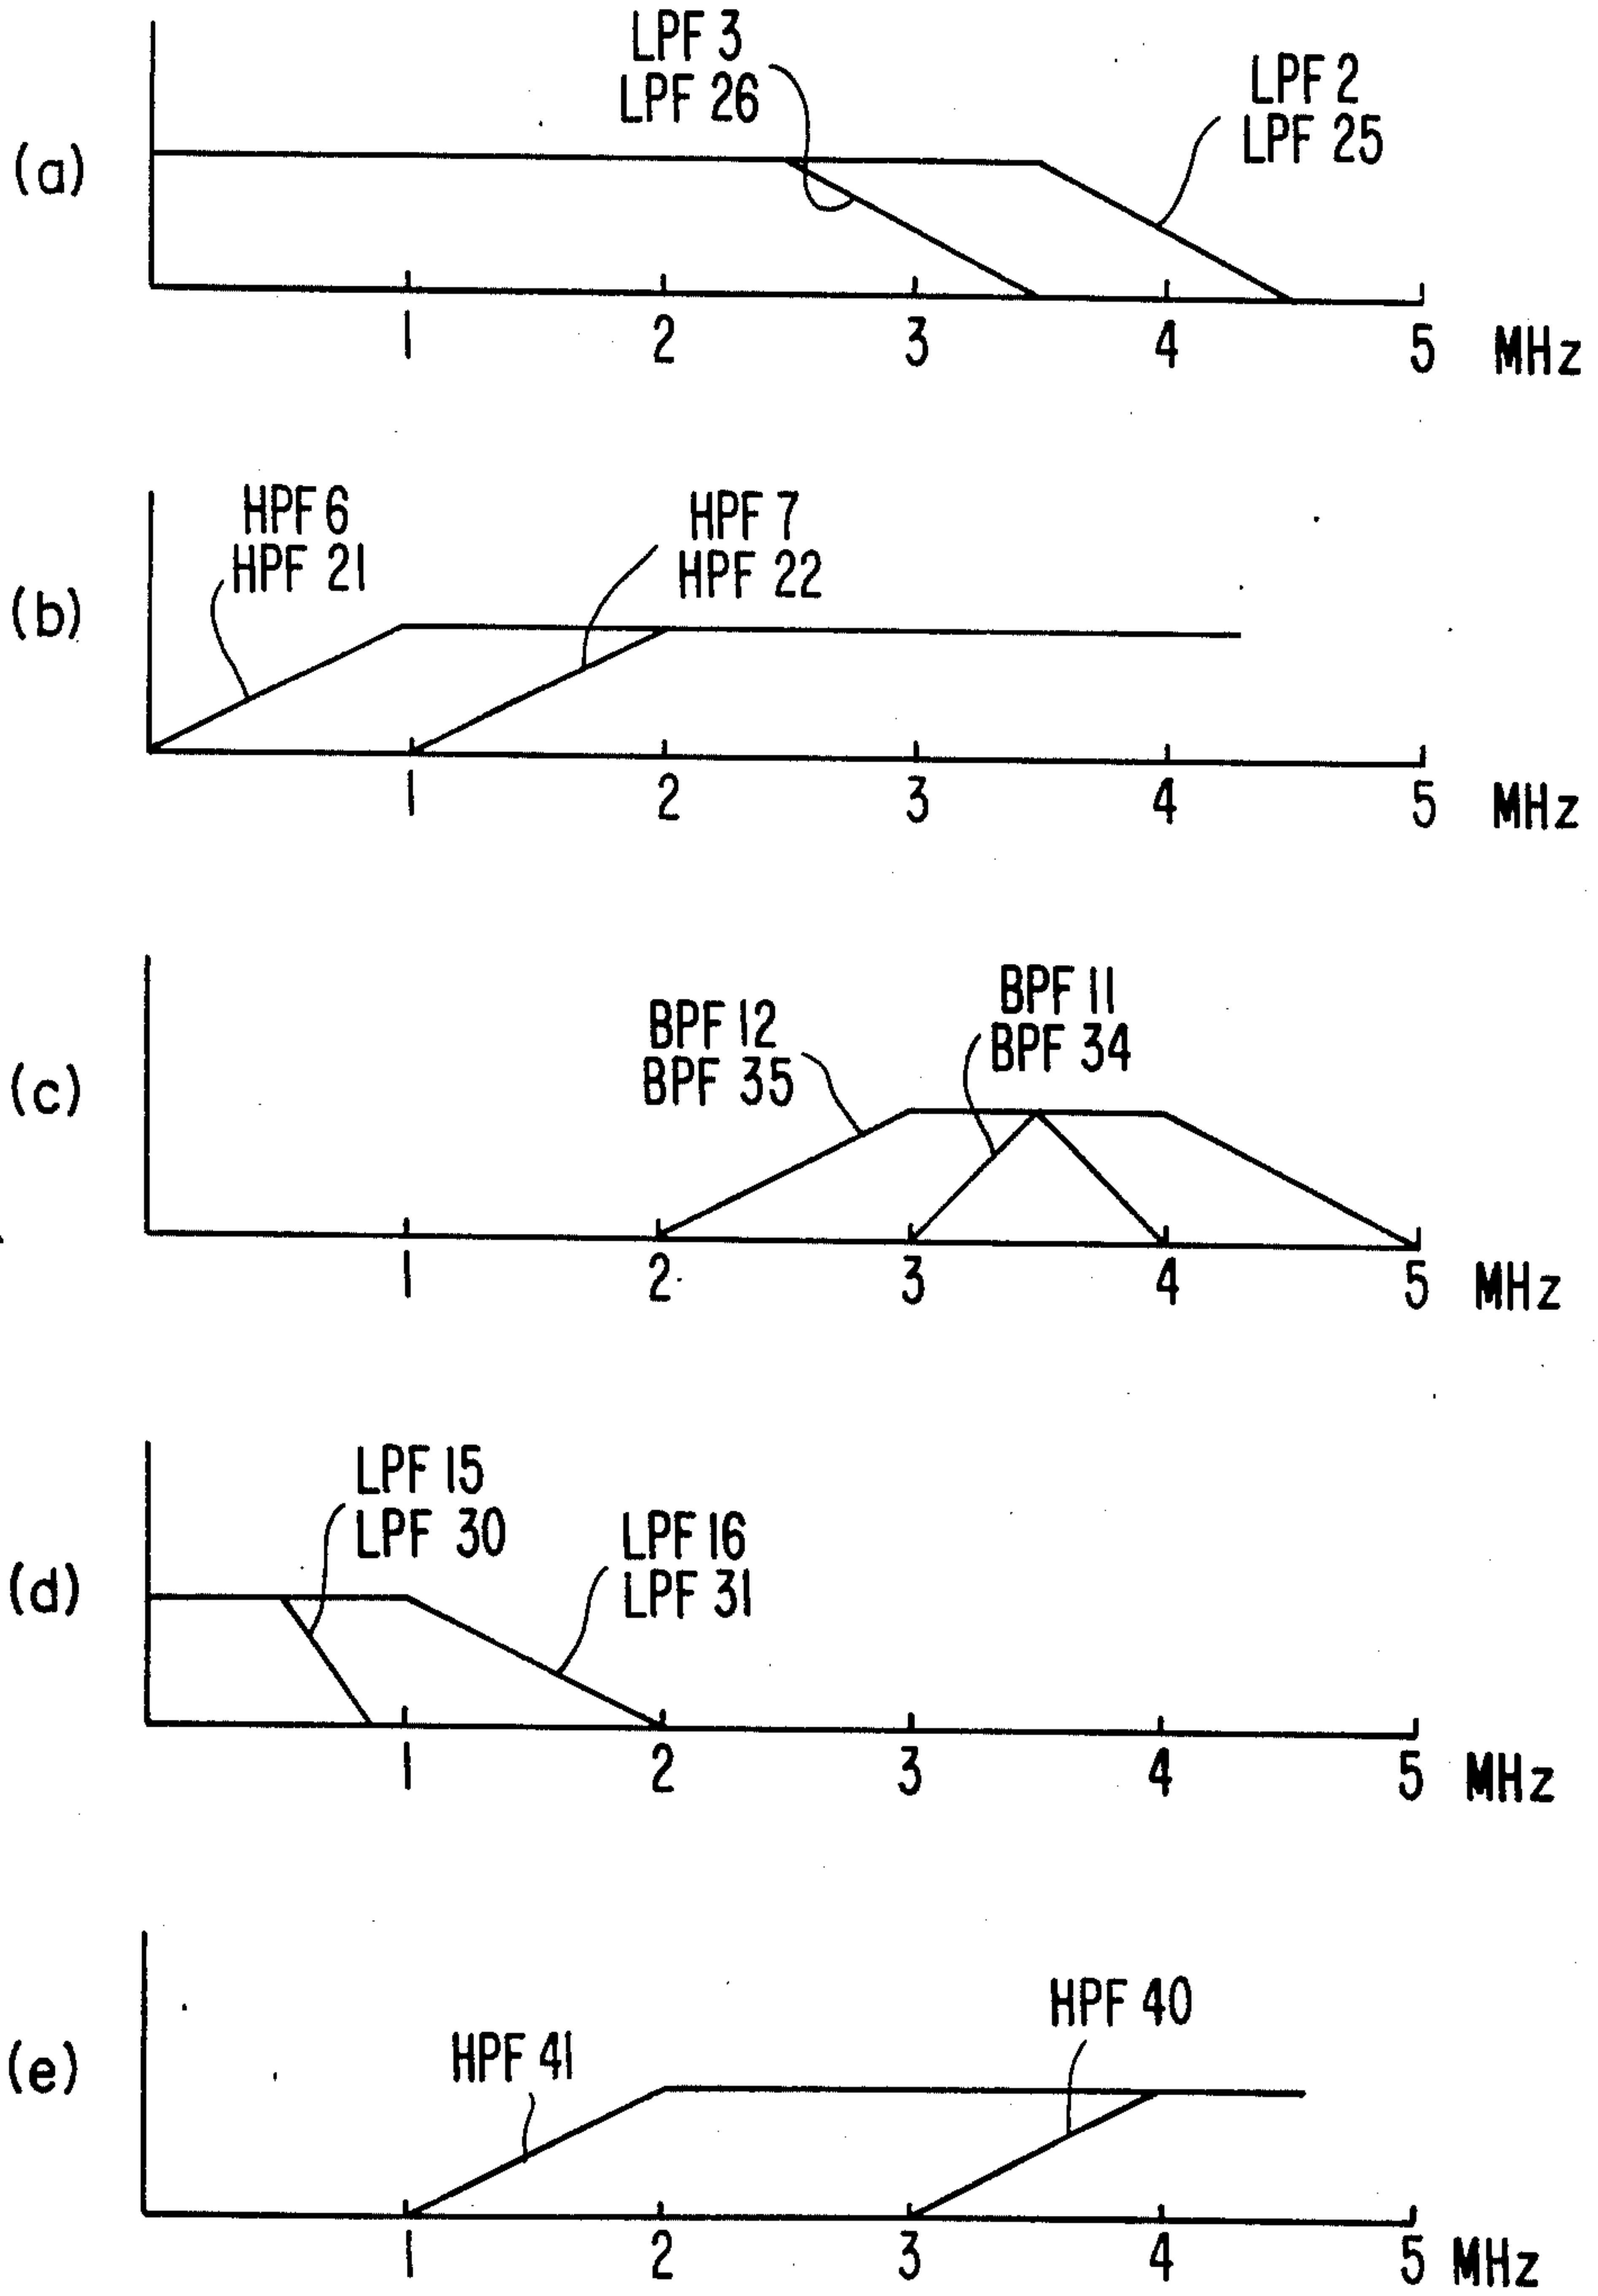 LPF 3
LPF 26
LPF 2
LPF 25
(a)
1 2 3 4 5 MHz
HPF 6
HPF 21
HPF 7
HPF 22
(b)
1 2 3 4 5 MHz
BPF 12
BPF 35
BPF 11
BPF 34
(c)
1 2 3 4 5 MHz
LPF 15
LPF 30
LPF 16
LPF 31
(d)
1 2 3 4 5 MHz
HPF 41
HPF 40
(e)
1 2 3 4 5 MHz